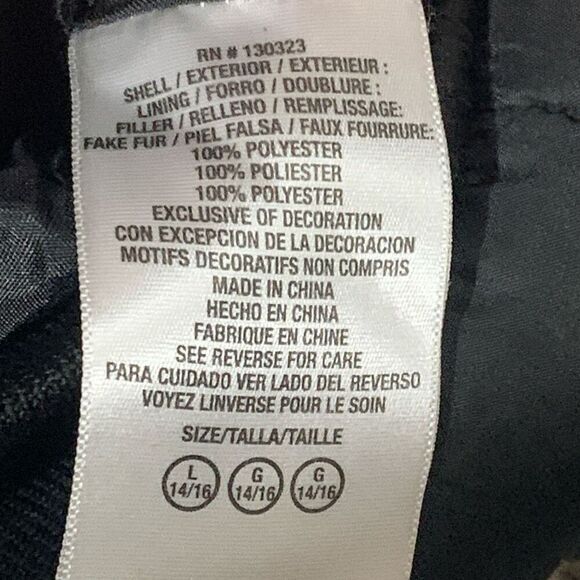 RN # 130323
SHELL / EXTERIOR / EXTERIEUR :
LINING / FORRO / DOUBLURE :
FILLER / RELLENO / REMPLISSAGE:
FAKE FUR / PIEL FALSA / FAUX FOURRURE:
100% POLYESTER
100% POLIESTER
100% POLYESTER
EXCLUSIVE OF DECORATION
CON EXCEPCION DE LA DECORACION
MOTIFS DECORATIFS NON COMPRIS
MADE IN CHINA
HECHO EN CHINA
FABRIQUE EN CHINE
SEE REVERSE FOR CARE
PARA CUIDADO VER LADO DEL REVERSO
VOYEZ LINVERSE POUR LE SOIN
SIZE/TALLA/TAILLE
L G G
14/16 14/16 14/16